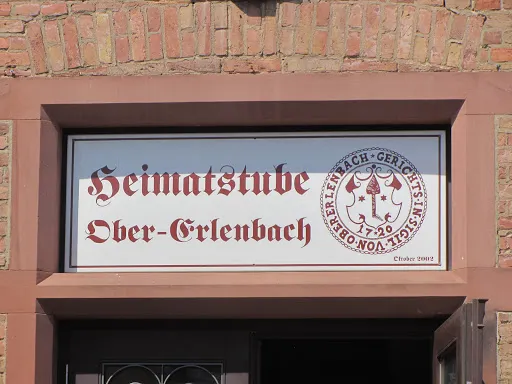 Heimatstube
Ober-Erlenbach
GERICHTS·IN·SIGIL·VON·OBERERLENBACH
17·20
Oktober 2002